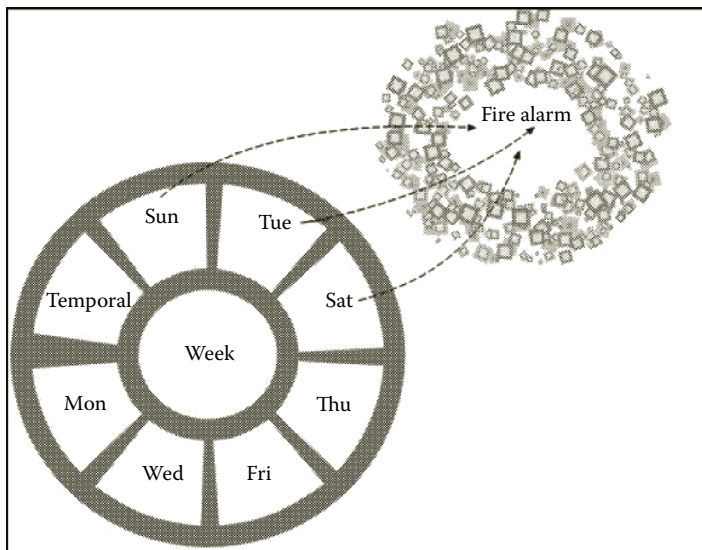 Fire alarm
Sun
Tue
Temporal
Sat
Week
Mon
Thu
Wed
Fri